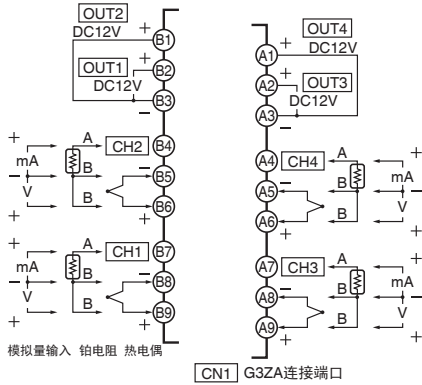 OUT2
DC12V
+
B1
OUT1
+
B2
DC12V
B3
−
+
A
CH2
B4
mA
−
B
−
B5
V
+
B
+
B6
+
A
CH1
B7
mA
−
B
−
B8
V
+
B
+
B9
模拟量输入 铂电阻 热电偶
OUT4
+
DC12V
A1
+
OUT3
A2
DC12V
A3
−
A4
CH4
A
+
mA
A5
−
B
−
V
A6
+
B
+
A7
CH3
A
+
mA
A8
−
B
−
V
A9
+
B
+
CN1 G3ZA连接端口